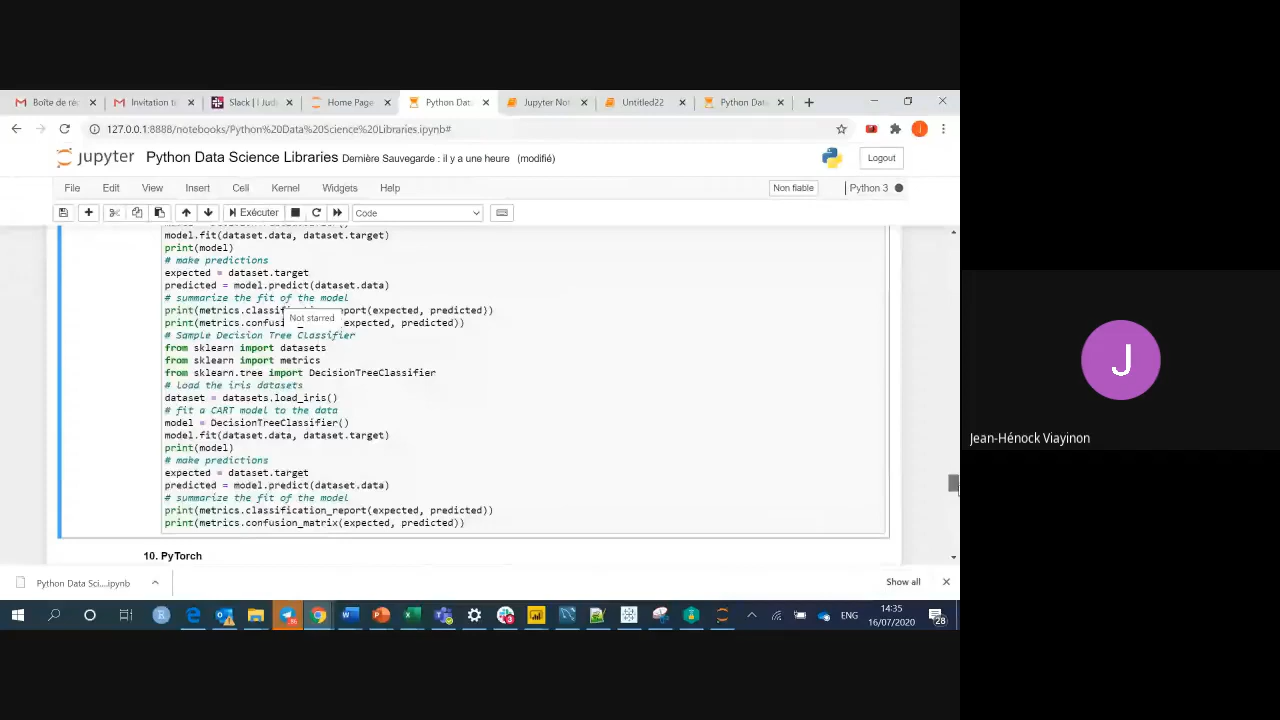 Boîte de réc
Invitation t
Slack | I Jud
Home Page
Python Dat
Jupyter Not
Untitled22
Python Data
127.0.0.1:8888/notebooks/Python%20Data%20Science%20Libraries.ipynb#
jupyter Python Data Science Libraries Dernière Sauvegarde : il y a une heure (modifié)
Logout
File Edit View Insert Cell Kernel Widgets Help
Non fiable
Python 3
Exécuter
Code
model.fit(dataset.data, dataset.target)
print(model)
# make predictions
expected = dataset.target
predicted = model.predict(dataset.data)
# summarize the fit of the model
print(metrics.classi port(expected, predicted))
Not starred
print(metrics.confusi expected, predicted))
# Sample Decision Tree Classifier
from sklearn import datasets
from sklearn import metrics
from sklearn.tree import DecisionTreeClassifier
# load the iris datasets
dataset = datasets.load_iris()
# fit a CART model to the data
model = DecisionTreeClassifier()
model.fit(dataset.data, dataset.target)
print(model)
# make predictions
expected = dataset.target
predicted = model.predict(dataset.data)
# summarize the fit of the model
print(metrics.classification_report(expected, predicted))
print(metrics.confusion_matrix(expected, predicted))
10. PyTorch
Python Data Sci....ipynb
Show all
ENG
14:35
16/07/2020
28
J
Jean-Hénock Viayinon